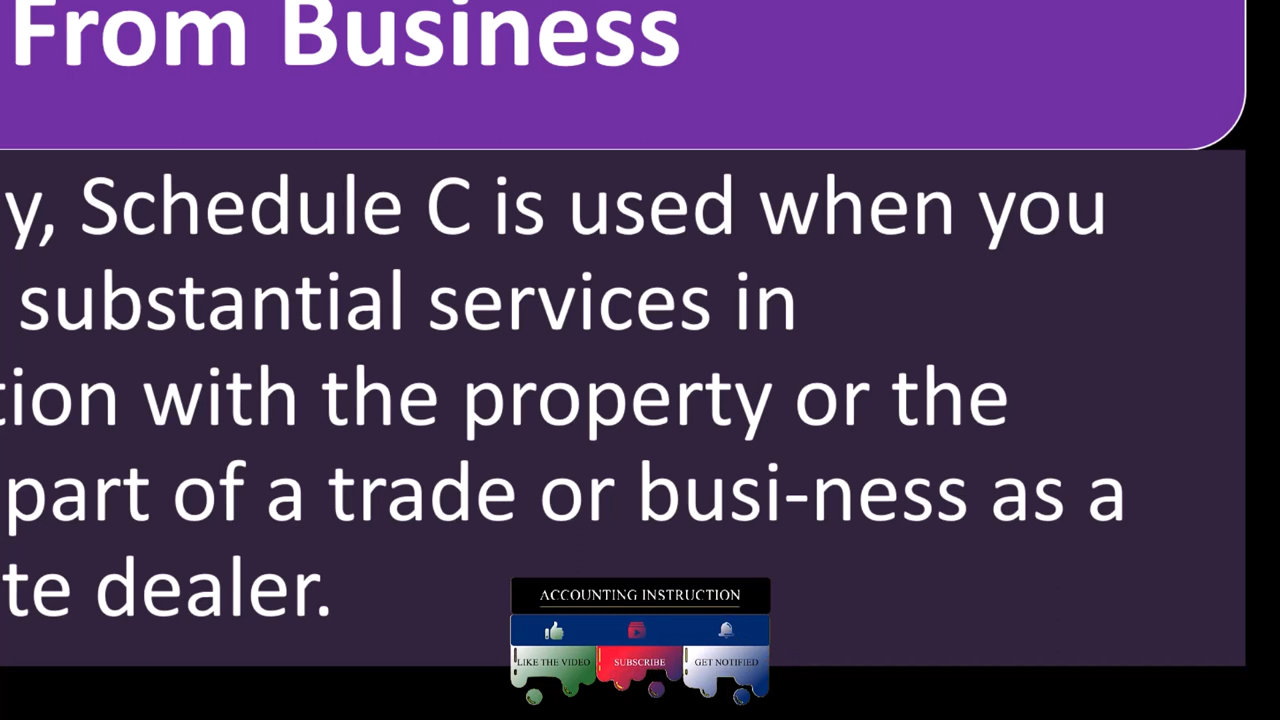 From Business
y, Schedule C is used when you
substantial services in
tion with the property or the
part of a trade or busi-ness as a
te dealer.
ACCOUNTING INSTRUCTION
LIKE THE VIDEO SUBSCRIBE GET NOTIFIED